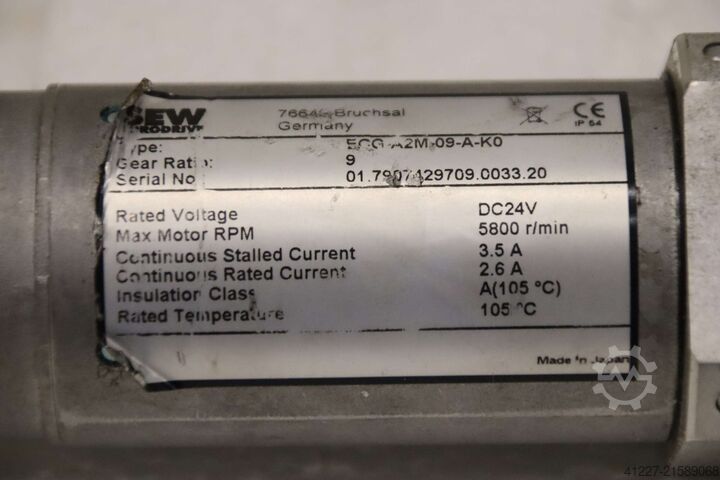 SEW 76646 Bruchsal
Germany
CE
IP 54
Type: ECG-A2M-09-A-K0
Gear Ratio: 9
Serial No 01.7907429709.0033.20
Rated Voltage DC24V
Max Motor RPM 5800 r/min
Continuous Stalled Current 3.5 A
Continuous Rated Current 2.6 A
Insulation Class A(105 °C)
Rated Temperature 105 °C
Made in Japan
41227-21589068